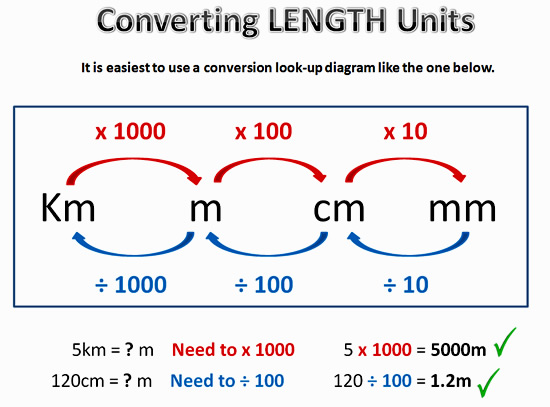 Converting LENGTH Units
It is easiest to use a conversion look-up diagram like the one below.
x 1000 x 100 x 10
Km m cm mm
÷ 1000 ÷ 100 ÷ 10
5km = ? m Need to x 1000 5 x 1000 = 5000m
120cm = ? m Need to ÷ 100 120 ÷ 100 = 1.2m